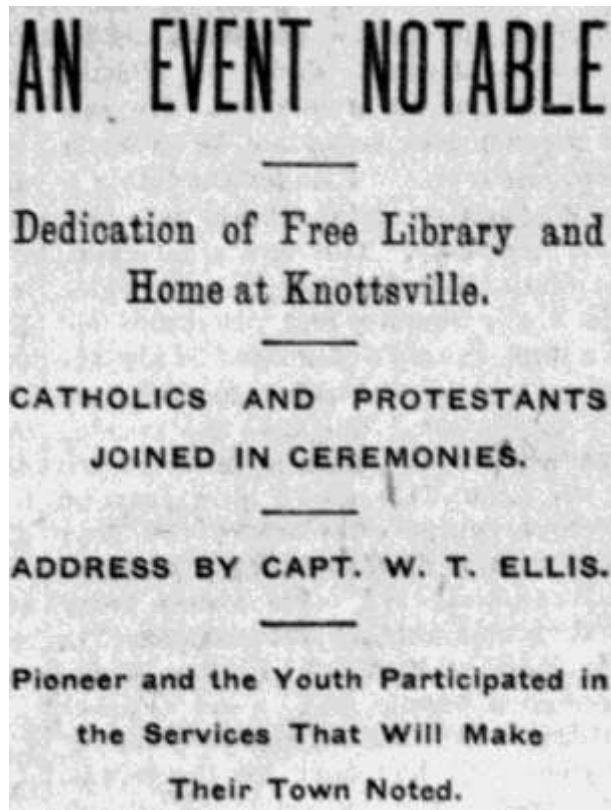 AN EVENT NOTABLE
Dedication of Free Library and
Home at Knottsville.
CATHOLICS AND PROTESTANTS
JOINED IN CEREMONIES.
ADDRESS BY CAPT. W. T. ELLIS.
Pioneer and the Youth Participated in
the Services That Will Make
Their Town Noted.